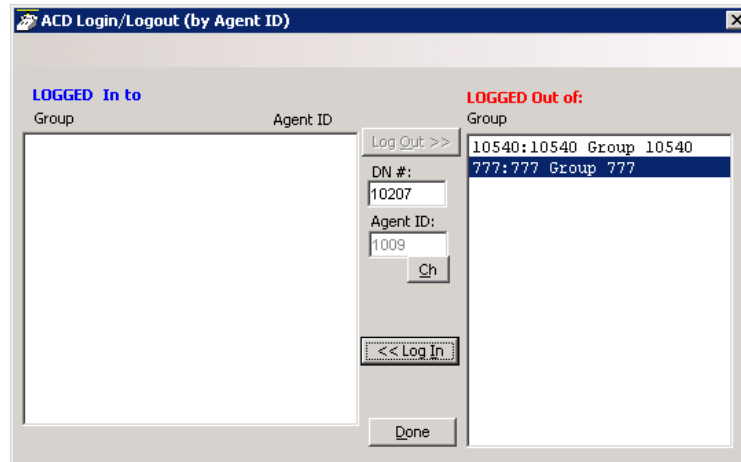 ACD Login/Logout (by Agent ID)
LOGGED In to
Group Agent ID
Log Out >>
DN #:
10207
Agent ID:
1009
Ch
<< Log In
Done
LOGGED Out of:
Group
10540:10540 Group 10540
777:777 Group 777